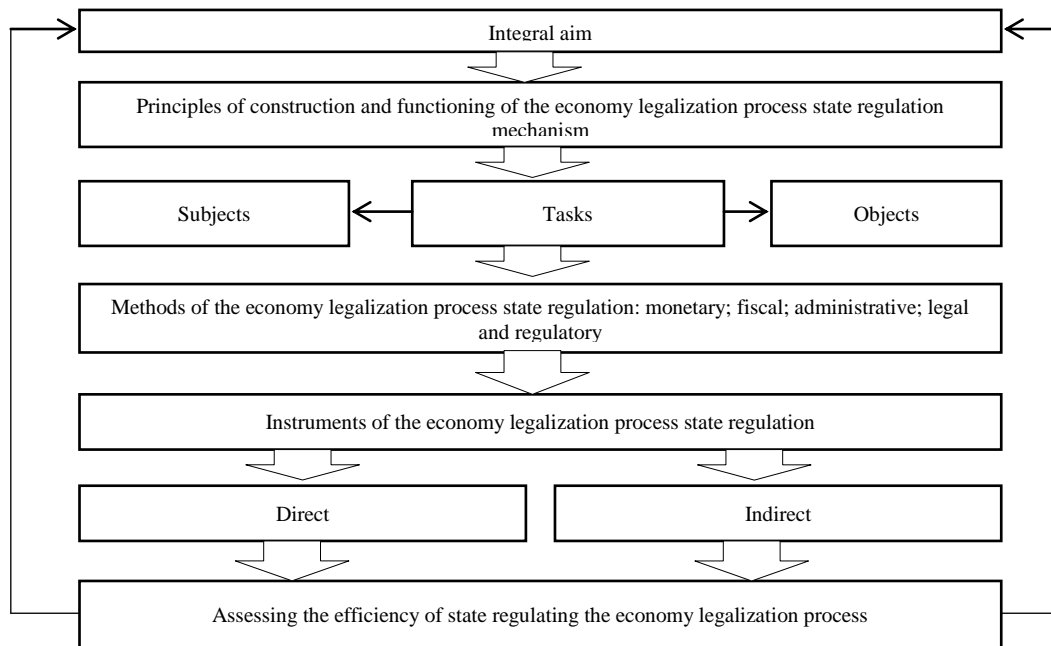 Integral aim
Principles of construction and functioning of the economy legalization process state regulation
mechanism
Subjects
Tasks
Objects
Methods of the economy legalization process state regulation: monetary; fiscal; administrative; legal
and regulatory
Instruments of the economy legalization process state regulation
Direct
Indirect
Assessing the efficiency of state regulating the economy legalization process